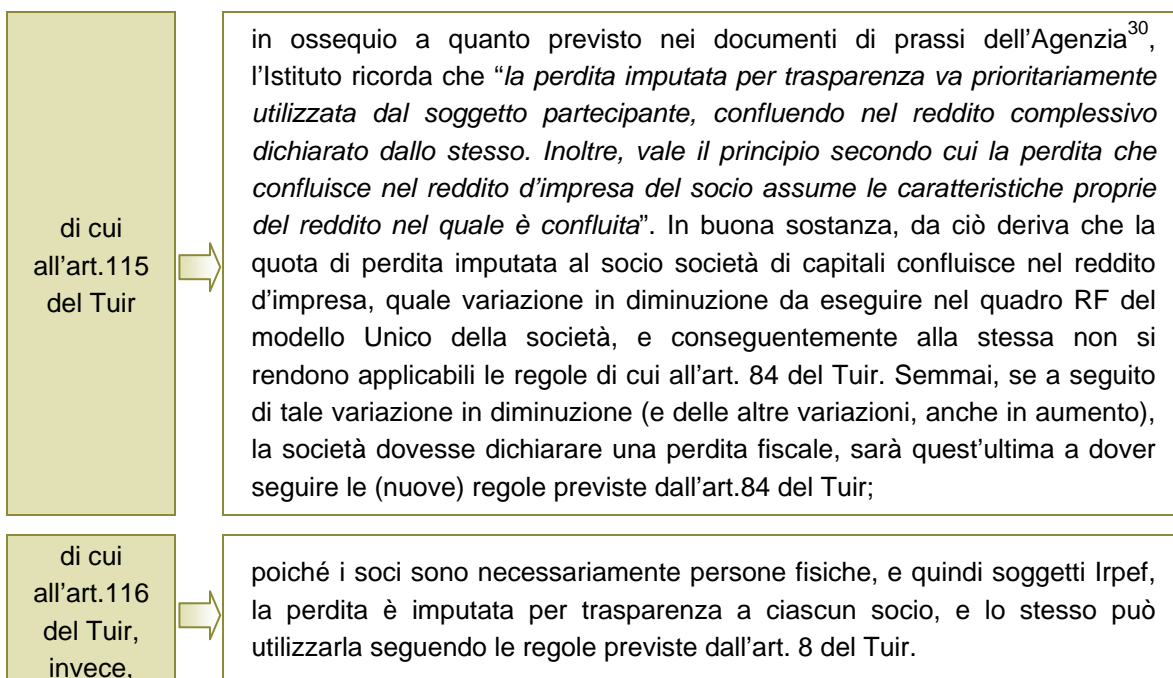 di cui
all’art.115
del Tuir
in ossequio a quanto previsto nei documenti di prassi dell’Agenzia30,
l’Istituto ricorda che “la perdita imputata per trasparenza va prioritariamente
utilizzata dal soggetto partecipante, confluendo nel reddito complessivo
dichiarato dallo stesso. Inoltre, vale il principio secondo cui la perdita che
confluisce nel reddito d’impresa del socio assume le caratteristiche proprie
del reddito nel quale è confluita”. In buona sostanza, da ciò deriva che la
quota di perdita imputata al socio società di capitali confluisce nel reddito
d’impresa, quale variazione in diminuzione da eseguire nel quadro RF del
modello Unico della società, e conseguentemente alla stessa non si
rendono applicabili le regole di cui all’art. 84 del Tuir. Semmai, se a seguito
di tale variazione in diminuzione (e delle altre variazioni, anche in aumento),
la società dovesse dichiarare una perdita fiscale, sarà quest’ultima a dover
seguire le (nuove) regole previste dall’art.84 del Tuir;
di cui
all’art.116
del Tuir,
invece,
poiché i soci sono necessariamente persone fisiche, e quindi soggetti Irpef,
la perdita è imputata per trasparenza a ciascun socio, e lo stesso può
utilizzarla seguendo le regole previste dall’art. 8 del Tuir.